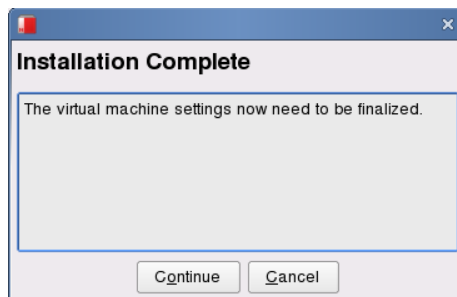 Installation Complete
The virtual machine settings now need to be finalized.
Continue
Cancel